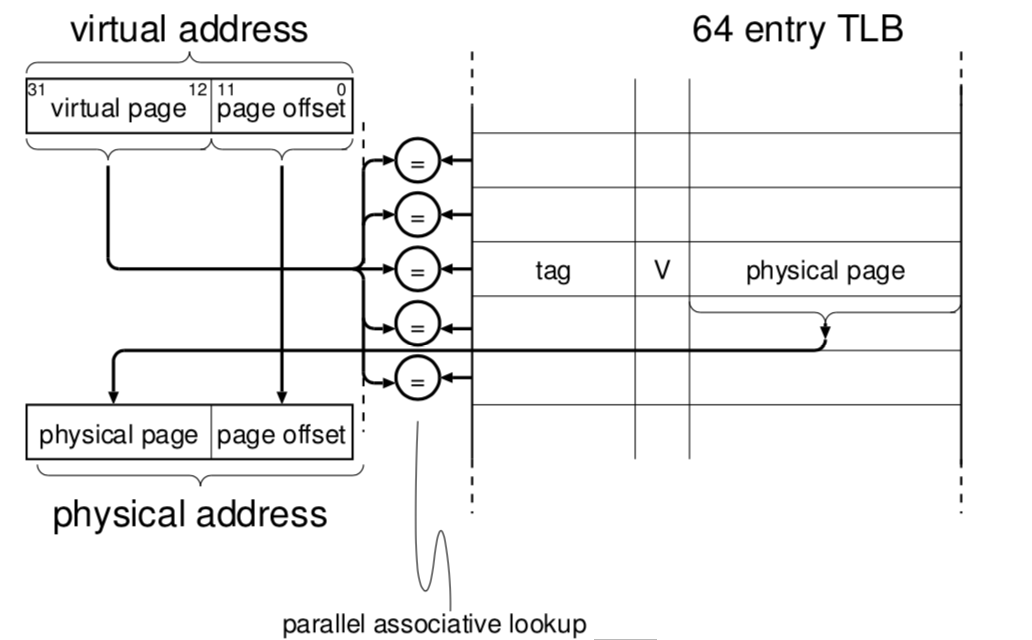 virtual address
64 entry TLB
31 12 11 0
virtual page page offset
=
=
=
tag V physical page
=
=
physical page page offset
physical address
parallel associative lookup